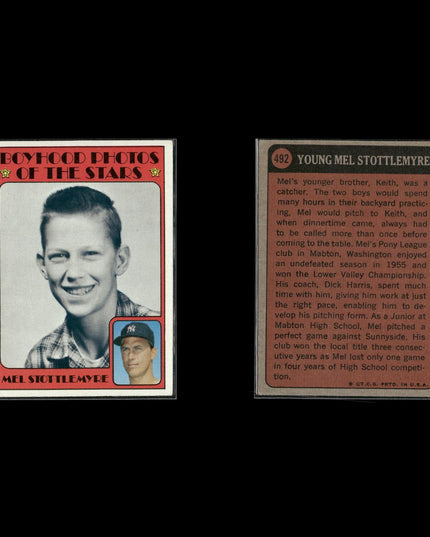 BOYHOOD PHOTOS
OF THE STARS
MEL STOTTLEMYRE
NY
492 YOUNG MEL STOTTLEMYRE
Mel's younger brother, Keith, was a
catcher. The two boys would spend
many hours in their backyard practic-
ing, Mel would pitch to Keith, and
when dinnertime came, always had
to be called more than once before
coming to the table. Mel's Pony League
club in Mabton, Washington enjoyed
an undefeated season in 1955 and
won the Lower Valley Championship.
His coach, Dick Harris, spent much
time with him, giving him work at just
the right pace, enabling him to de-
velop his pitching form. As a Junior at
Mabton High School, Mel pitched a
perfect game against Sunnyside. His
club won the local title three consec-
utive years as Mel lost only one game
in four years of High School competi-
tion.
© T.C.G. PRTD. IN U.S.A.